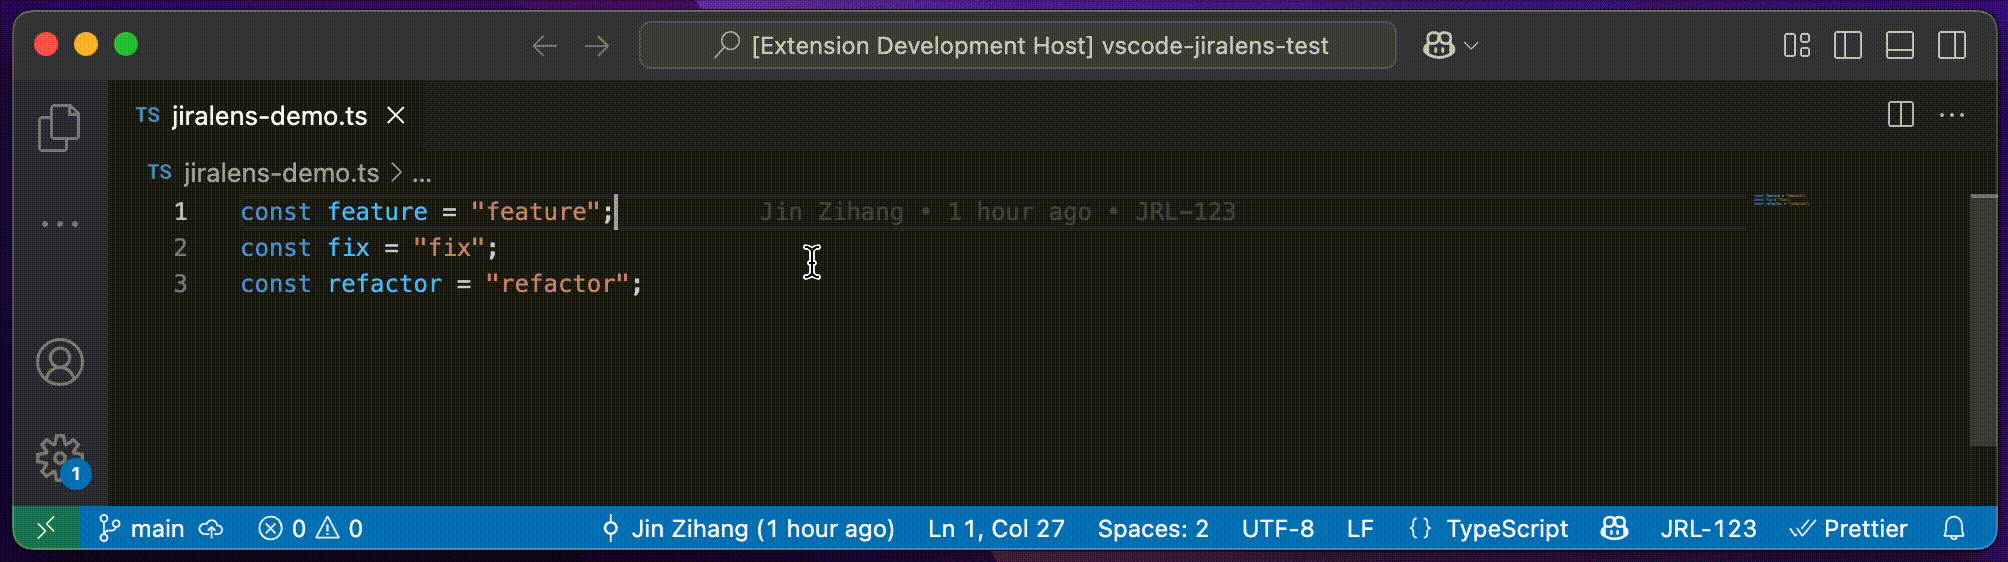 [Extension Development Host] vscode-jiralens-test
TS jiralens-demo.ts
TS jiralens-demo.ts > ...
1 const feature = "feature"; Jin Zihang • 1 hour ago • JRL-123
2 const fix = "fix";
3 const refactor = "refactor";
1
main 0 0 Jin Zihang (1 hour ago) Ln 1, Col 27 Spaces: 2 UTF-8 LF {} TypeScript JRL-123 Prettier